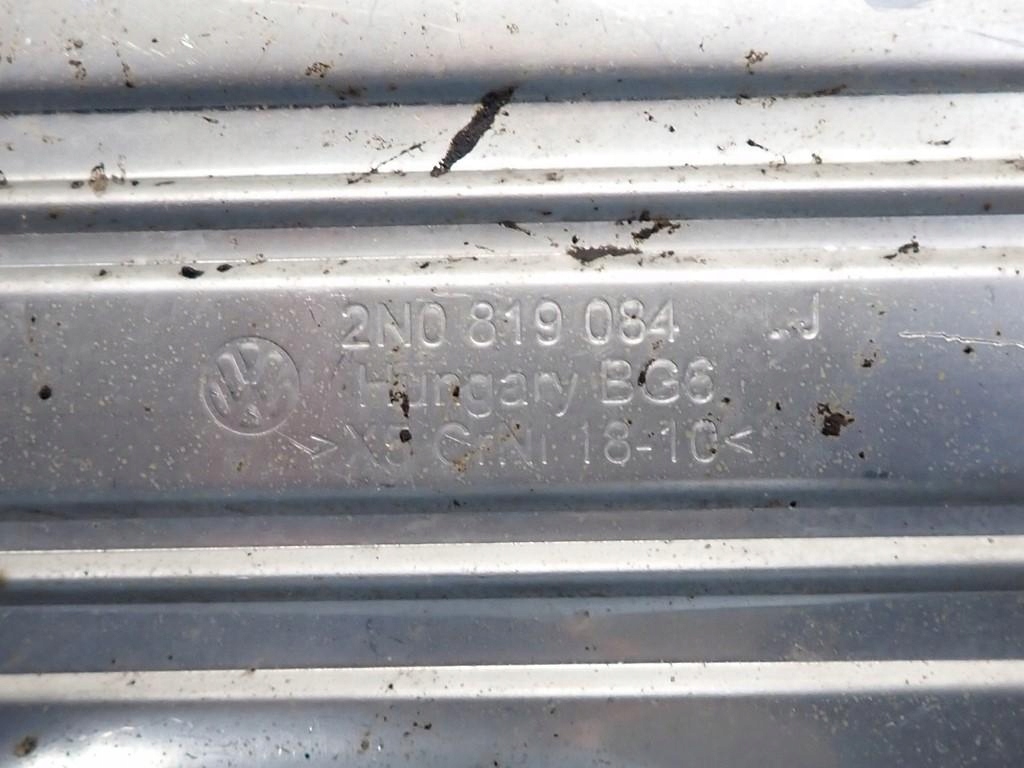 2N0 819 084 J
Hungary BG6
>X5 CrNi 18-10<